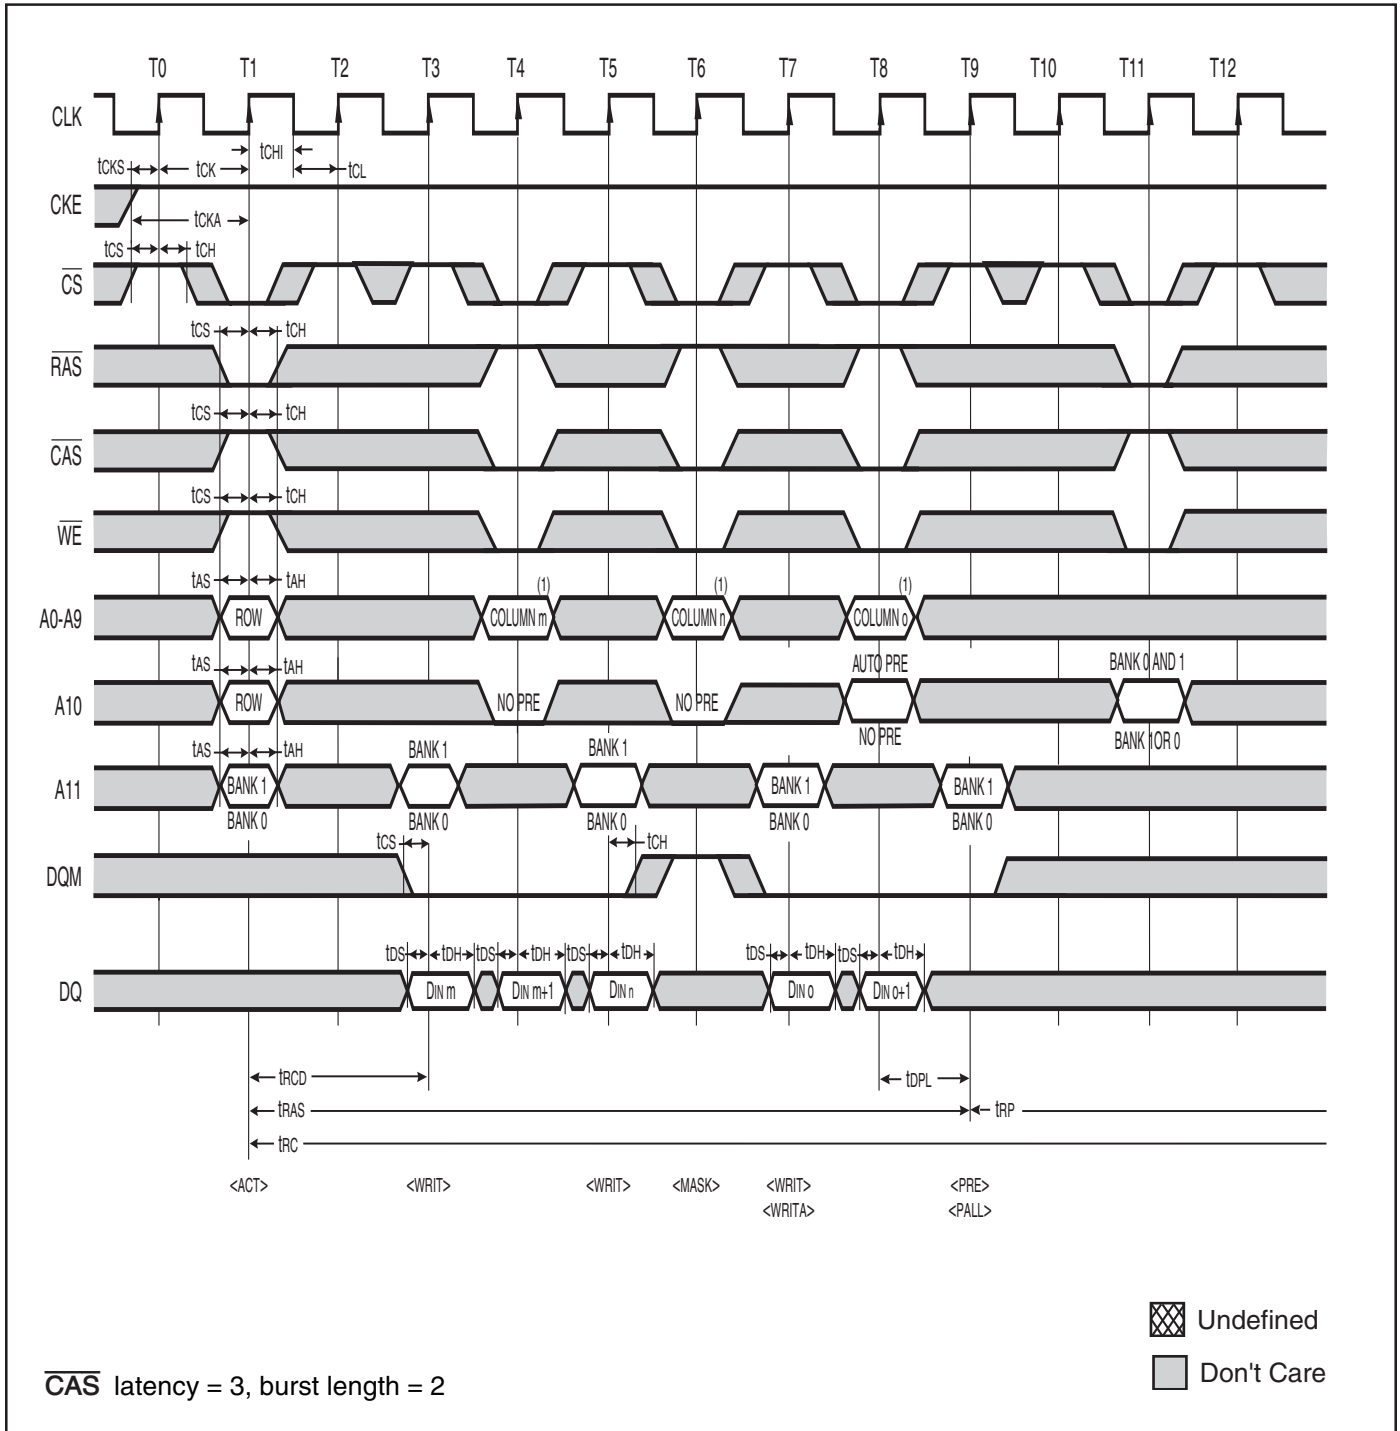 T0 T1 T2 T3 T4 T5 T6 T7 T8 T9 T10 T11 T12
CLK
tCHI
tCKS tCK tCL
CKE
tCKA
tCS tCH
CS
tCS tCH
RAS
tCS tCH
CAS
tCS tCH
WE
tAS tAH (1) (1) (1)
A0-A9 ROW COLUMN m COLUMN n COLUMN o
tAS tAH AUTO PRE BANK 0 AND 1
A10 ROW NO PRE NO PRE
NO PRE BANK 1OR 0
tAS tAH BANK 1 BANK 1
A11 BANK 1 BANK 1 BANK 1
BANK 0 BANK 0 BANK 0 BANK 0 BANK 0
tCS tCH
DQM
tDS tDH tDS tDH tDS tDH tDS tDH tDS tDH
DQ DIN m DIN m+1 DIN n DIN o DIN o+1
tRCD tDPL
tRAS tRP
tRC
<ACT> <WRIT> <WRIT> <MASK> <WRIT> <PRE>
<WRITA> <PALL>
Undefined
Don't Care
CAS latency = 3, burst length = 2